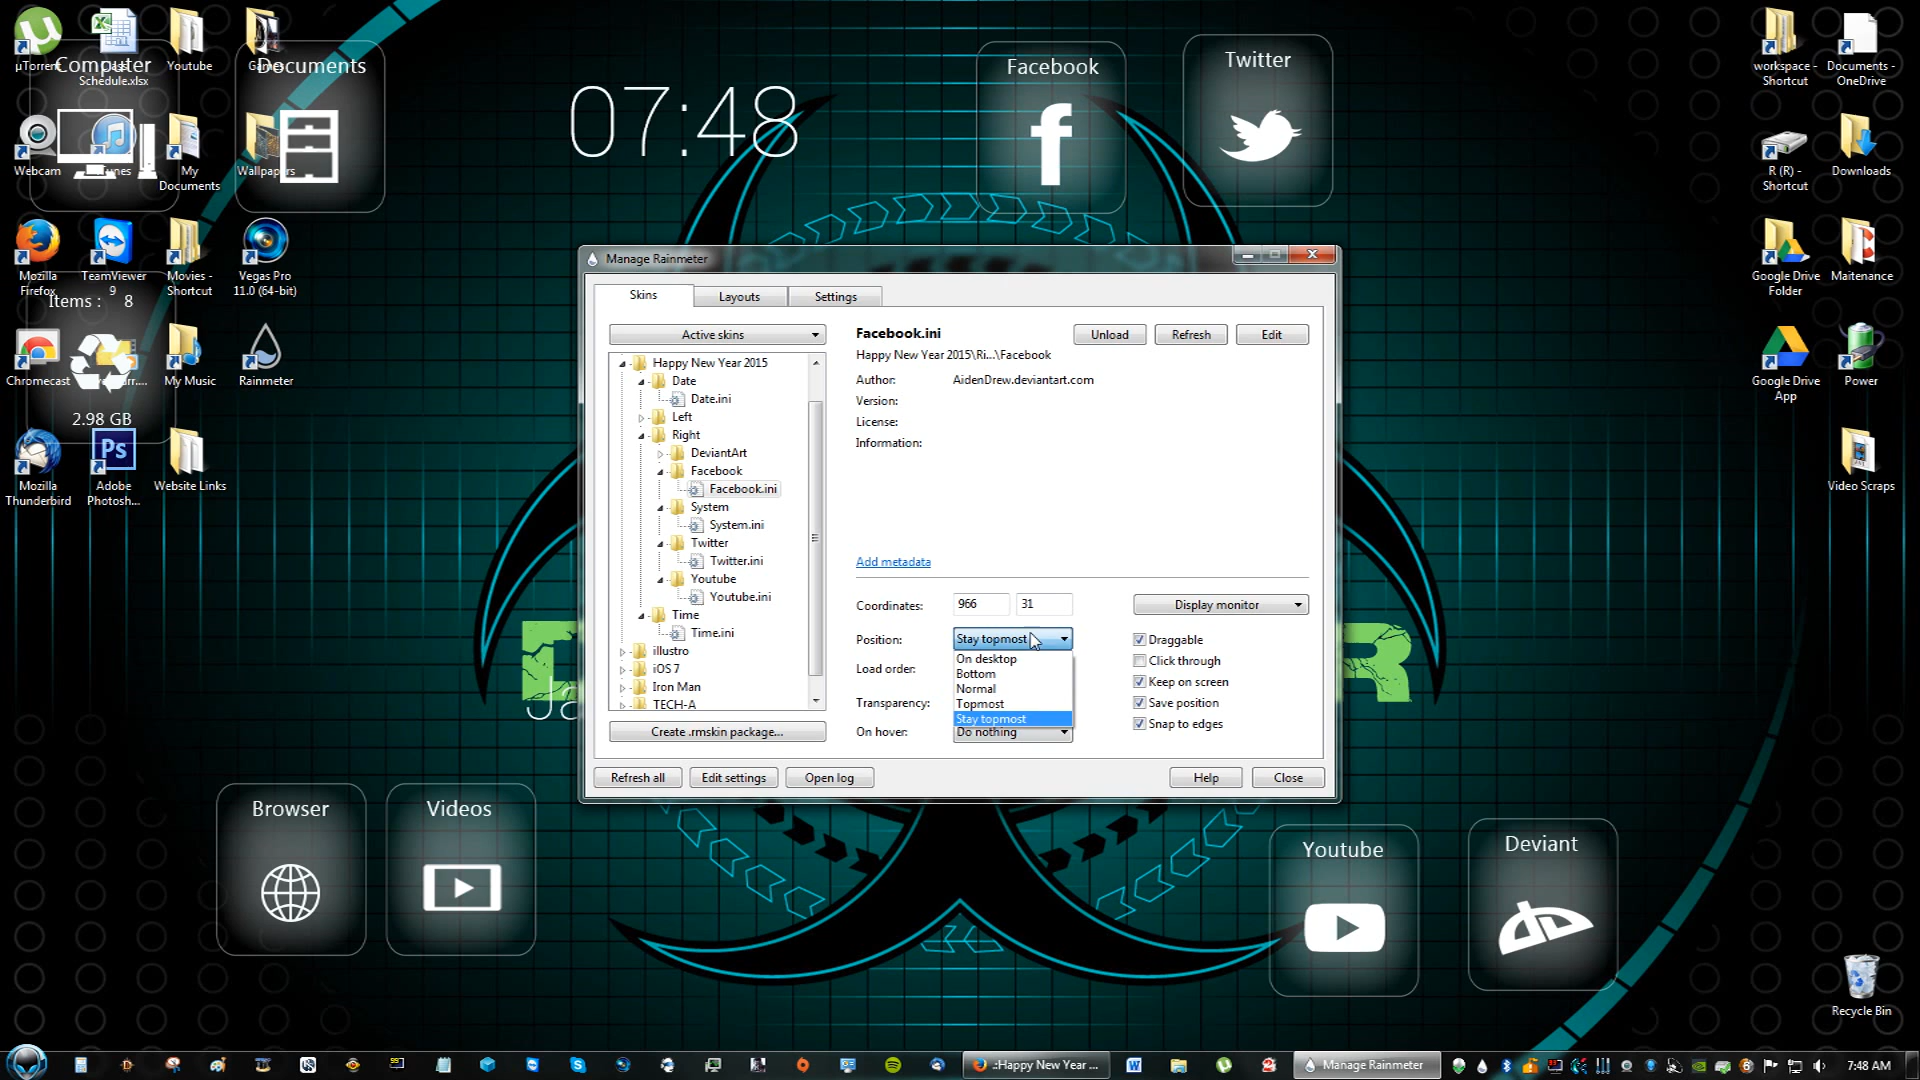 µTorrent
Computer
Schedule.xlsx
Youtube
Documents
Webcam
My
Documents
Mozilla
Firefox
TeamViewer
9
Movies -
Shortcut
Vegas Pro
11.0 (64-bit)
Items : 8
Chromecast
My Music
Rainmeter
2.98 GB
Mozilla
Thunderbird
Ps
Adobe
Photosh...
Website Links
07:48
Facebook
Twitter
workspace -
Shortcut
Documents -
OneDrive
R (R) -
Shortcut
Downloads
Google Drive
Folder
Maitenance
Google Drive
App
Power
Video Scraps
Recycle Bin
Manage Rainmeter
Skins
Layouts
Settings
Active skins
Happy New Year 2015
Date
Date.ini
Left
Right
DeviantArt
Facebook
Facebook.ini
System
System.ini
Twitter
Twitter.ini
Youtube
Youtube.ini
Time
Time.ini
illustro
iOS 7
Iron Man
TECH-A
Create .rmskin package...
Facebook.ini
Unload
Refresh
Edit
Happy New Year 2015\Ri...\Facebook
Author: AidenDrew.deviantart.com
Version:
License:
Information:
Add metadata
Coordinates: 966 31
Display monitor
Position: Stay topmost
On desktop
Bottom
Normal
Topmost
Stay topmost
Load order:
Transparency:
On hover: Do nothing
Draggable
Click through
Keep on screen
Save position
Snap to edges
Refresh all
Edit settings
Open log
Help
Close
Browser
Videos
Youtube
Deviant
.:Happy New Year ...
Manage Rainmeter
7:48 AM